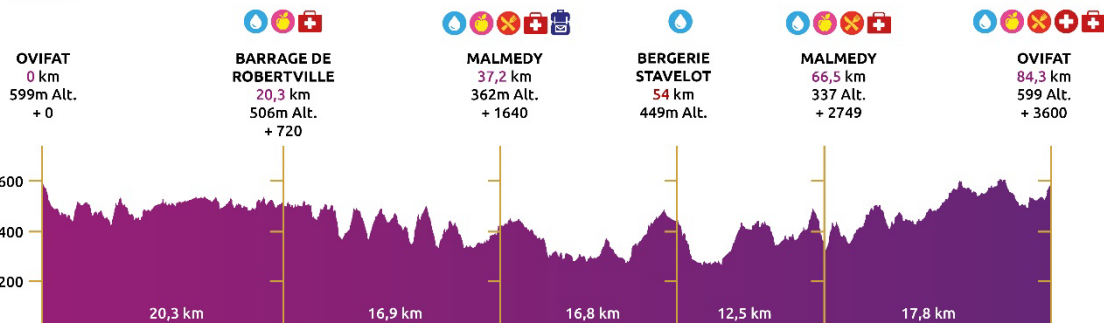 OVIFAT
0 km
599m Alt.
+ 0
BARRAGE DE
ROBERTVILLE
20,3 km
506m Alt.
+ 720
MALMEDY
37,2 km
362m Alt.
+ 1640
BERGERIE
STAVELOT
54 km
449m Alt.
MALMEDY
66,5 km
337 Alt.
+ 2749
OVIFAT
84,3 km
599 Alt.
+ 3600
600
400
200
20,3 km
16,9 km
16,8 km
12,5 km
17,8 km